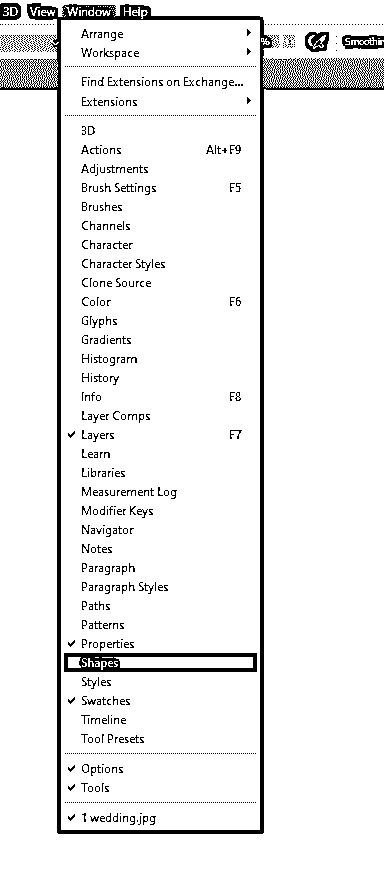 3D View Window Help
Arrange
Workspace
% Smoothin
Find Extensions on Exchange...
Extensions
3D
Actions Alt+F9
Adjustments
Brush Settings F5
Brushes
Channels
Character
Character Styles
Clone Source
Color F6
Glyphs
Gradients
Histogram
History
Info F8
Layer Comps
Layers F7
Learn
Libraries
Measurement Log
Modifier Keys
Navigator
Notes
Paragraph
Paragraph Styles
Paths
Patterns
Properties
Shapes
Styles
Swatches
Timeline
Tool Presets
Options
Tools
1 wedding.jpg